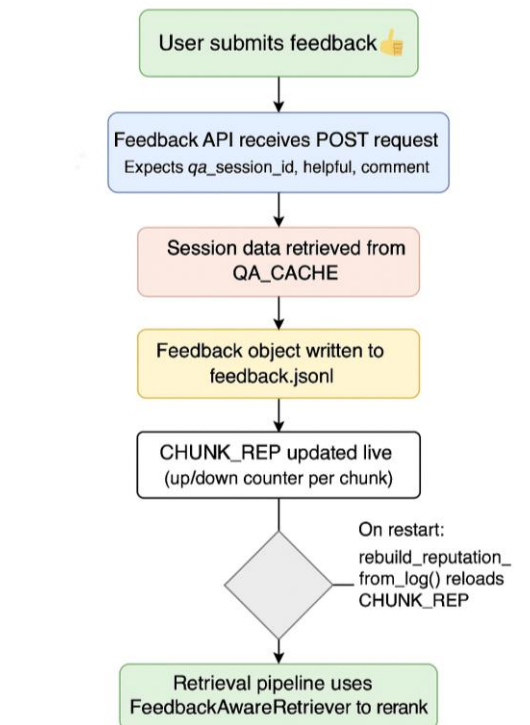 User submits feedback👍
Feedback API receives POST request
Expects qa_session_id, helpful, comment
Session data retrieved from
QA_CACHE
Feedback object written to
feedback.jsonl
CHUNK_REP updated live
(up/down counter per chunk)
On restart:
rebuild_reputation_
from_log() reloads
CHUNK_REP
Retrieval pipeline uses
FeedbackAwareRetriever to rerank